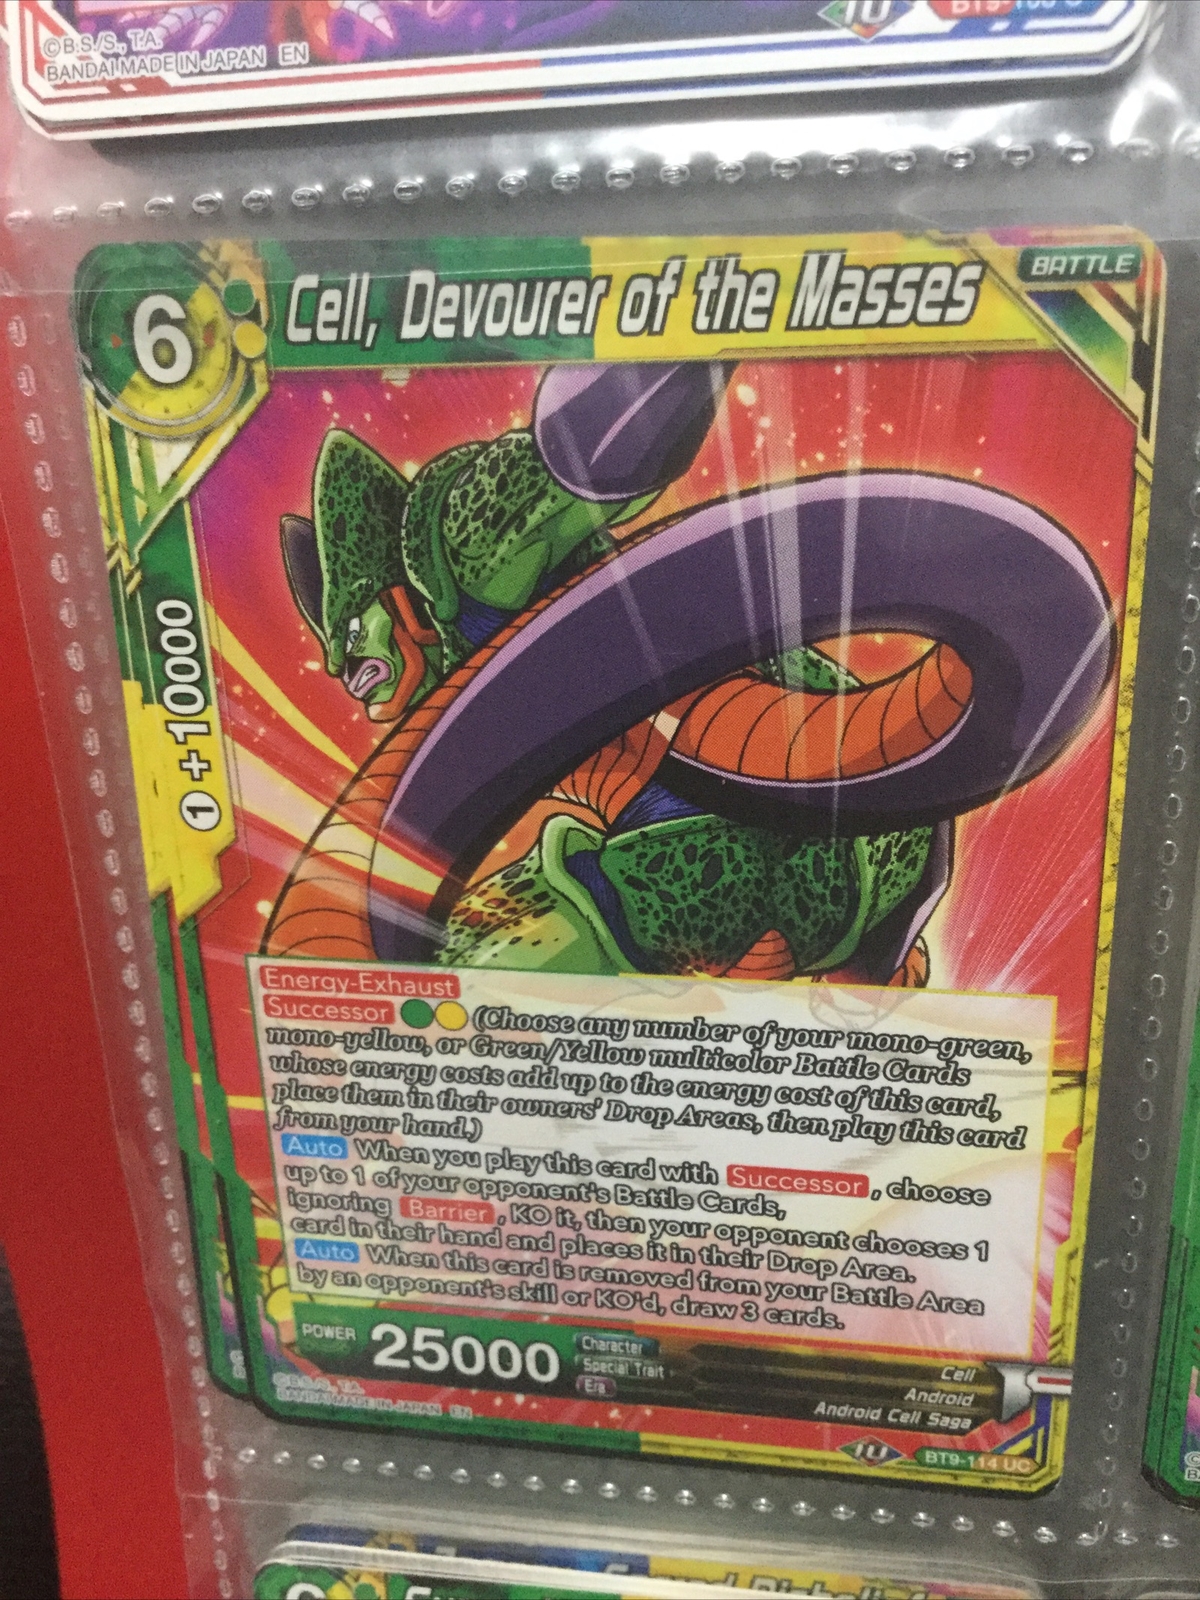 ©B.S./S., T.A.
BANDAI MADE IN JAPAN EN
6
Cell, Devourer of the Masses
BATTLE
1 +10000
Energy-Exhaust
Successor (Choose any number of your mono-green,
mono-yellow, or Green/Yellow multicolor Battle Cards
whose energy costs add up to the energy cost of this card,
place them in their owners' Drop Areas, then play this card
from your hand.)
Auto When you play this card with Successor, choose
up to 1 of your opponent's Battle Cards,
ignoring Barrier, KO it, then your opponent chooses 1
card in their hand and places it in their Drop Area.
Auto When this card is removed from your Battle Area
by an opponent's skill or KO'd, draw 3 cards.
POWER 25000
Character Cell
Special Trait Android
Era Android Cell Saga
©B.S./S., T.A.
BANDAI MADE IN JAPAN EN
BT9-114 UC